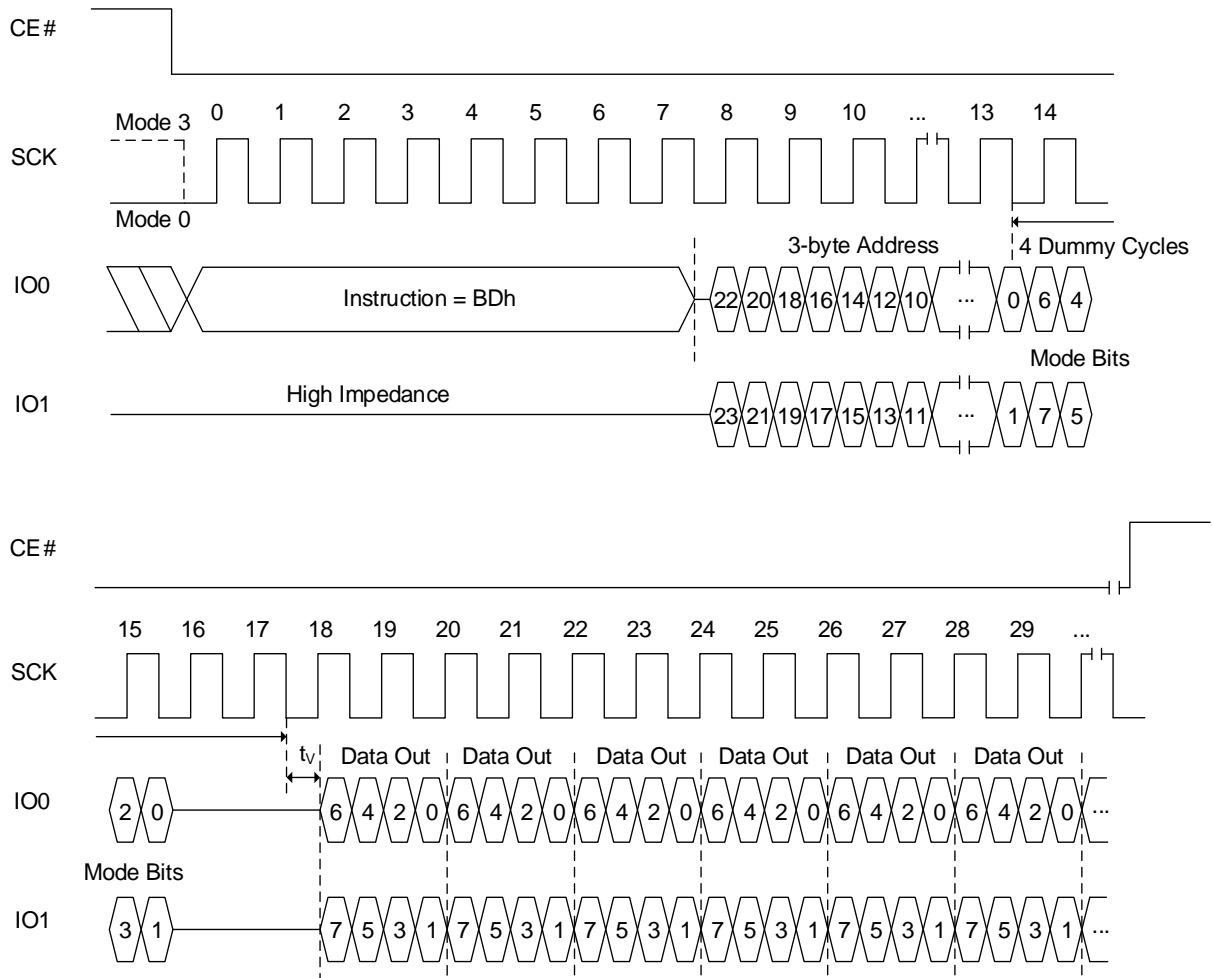 CE#
0 1 2 3 4 5 6 7 8 9 10 ... 13 14
Mode 3
SCK
Mode 0
3-byte Address
4 Dummy Cycles
IO0
Instruction = BDh
22 20 18 16 14 12 10 ... 0 6 4
Mode Bits
High Impedance
IO1
23 21 19 17 15 13 11 ... 1 7 5
CE#
15 16 17 18 19 20 21 22 23 24 25 26 27 28 29 ...
SCK
tV
Data Out Data Out Data Out Data Out Data Out Data Out
IO0
2 0 6 4 2 0 6 4 2 0 6 4 2 0 6 4 2 0 6 4 2 0 6 4 2 0 ...
Mode Bits
IO1
3 1 7 5 3 1 7 5 3 1 7 5 3 1 7 5 3 1 7 5 3 1 7 5 3 1 ...